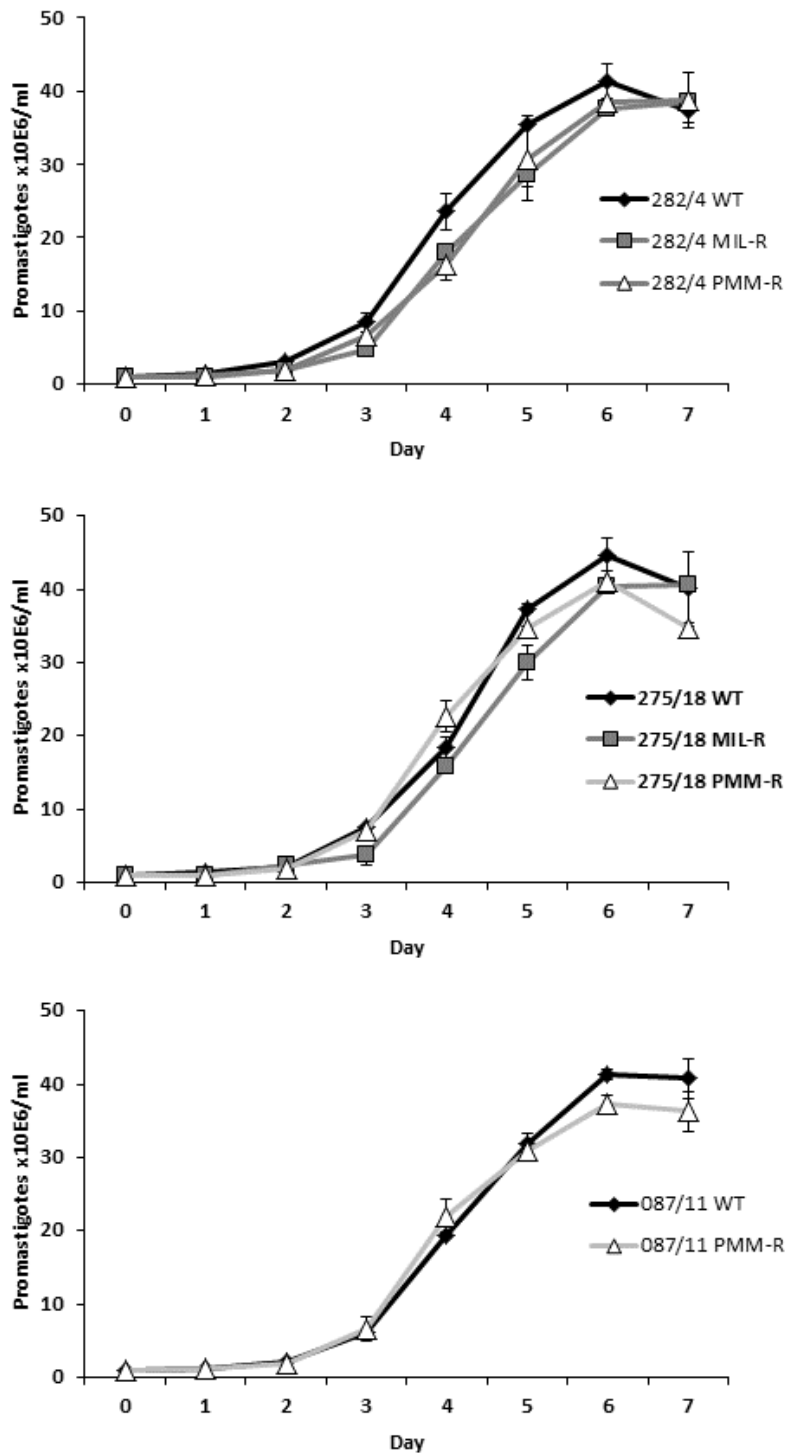 50
40
30
20
10
0
Promastigotes x10E6/ml
282/4 WT
282/4 MIL-R
282/4 PMM-R
0 1 2 3 4 5 6 7
Day
50
40
30
20
10
0
Promastigotes x10E6/ml
275/18 WT
275/18 MIL-R
275/18 PMM-R
0 1 2 3 4 5 6 7
Day
50
40
30
20
10
0
Promastigotes x10E6/ml
087/11 WT
087/11 PMM-R
0 1 2 3 4 5 6 7
Day